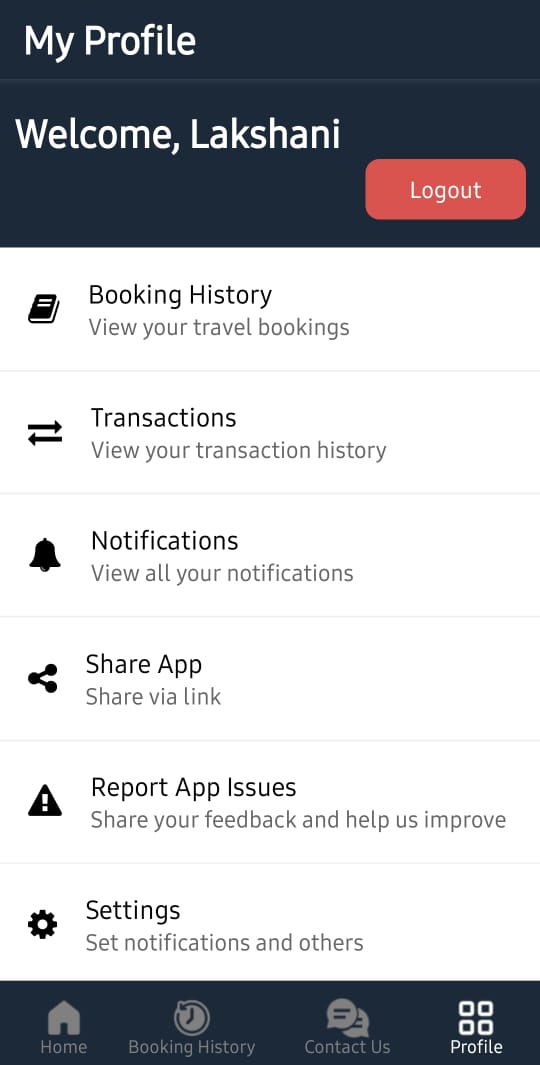 My Profile
Welcome, Lakshani
Logout
Booking History
View your travel bookings
Transactions
View your transaction history
Notifications
View all your notifications
Share App
Share via link
Report App Issues
Share your feedback and help us improve
Settings
Set notifications and others
Home
Booking History
Contact Us
Profile